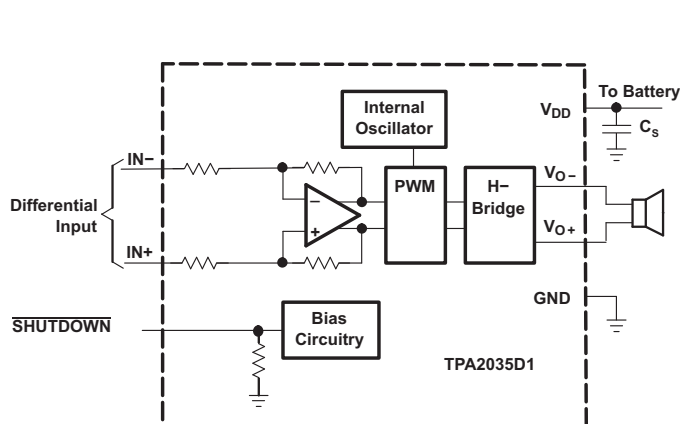 To Battery
Internal
Oscillator
VDD
CS
IN−
PWM
H−
Bridge
VO−
Differential
Input
−
+
VO+
IN+
GND
SHUTDOWN
Bias
Circuitry
TPA2035D1